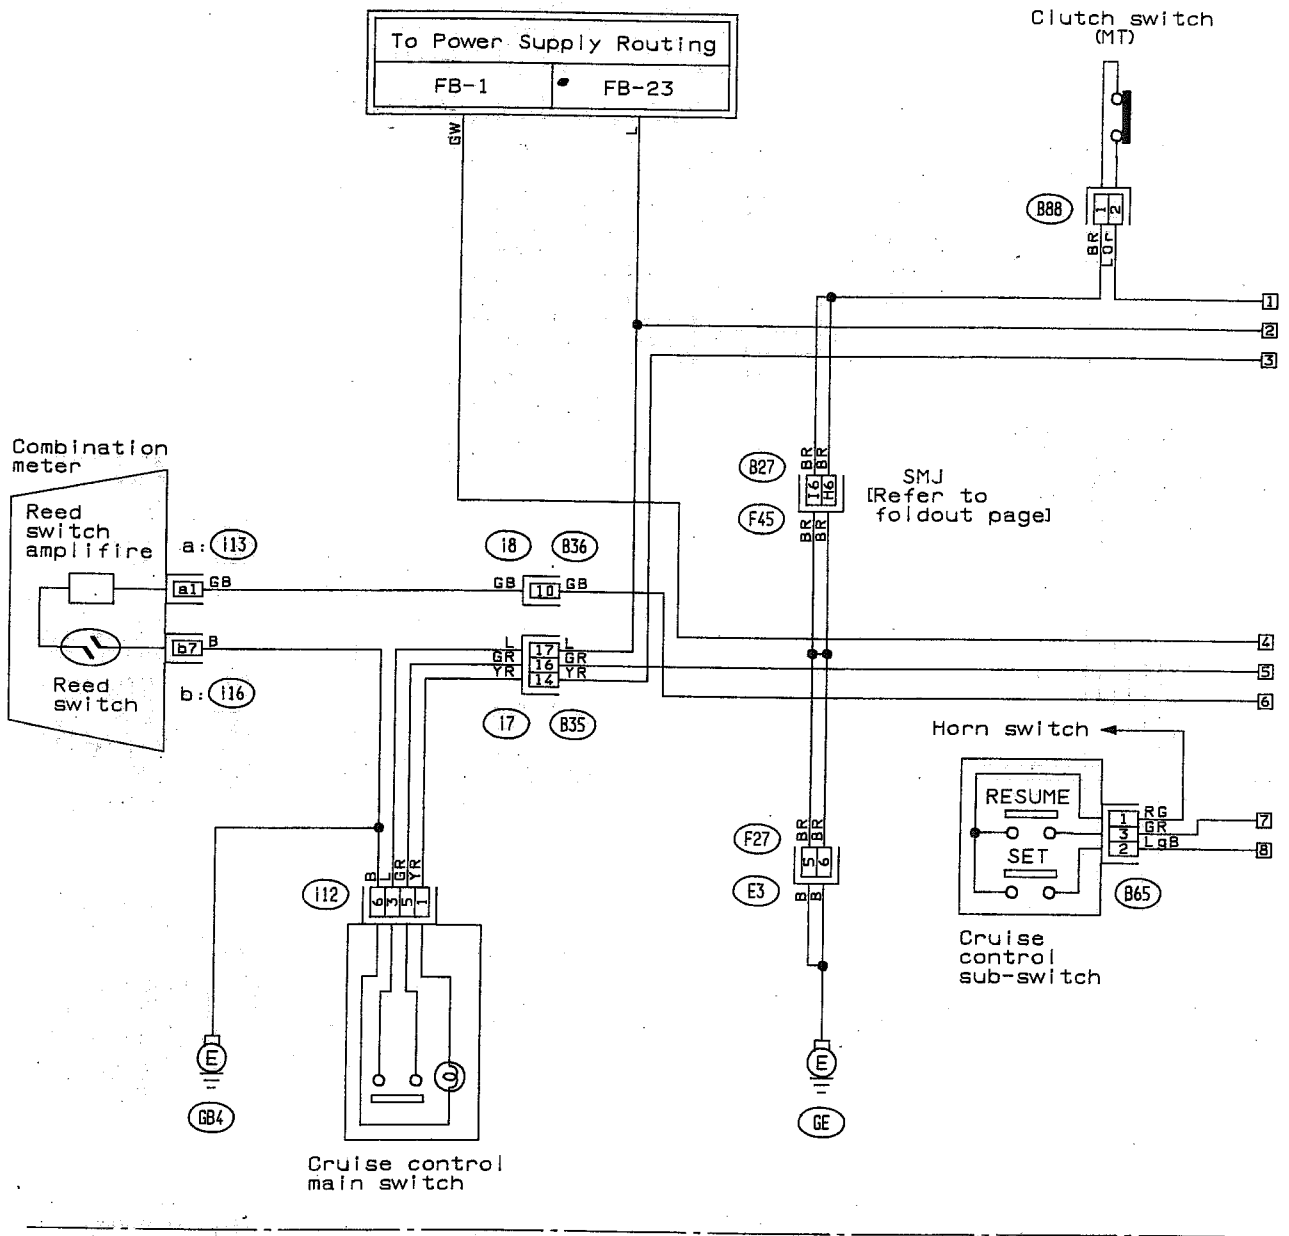 To Power Supply Routing
FB-1
FB-23
GW
L
Clutch switch
(MT)
B88
1
2
BR
LOr
1
2
3
Combination
meter
Reed
switch
amplifire
a:
i13
a1
GB
b7
B
Reed
switch
b:
i16
i8
B36
GB
10
GB
L
17
L
GR
16
GR
YR
14
YR
i7
B35
B27
BR
BR
I6
H6
SMJ
[Refer to
foldout page]
F45
BR
BR
4
5
6
Horn switch
RESUME
SET
1
RG
3
GR
2
LgB
7
8
B65
Cruise
control
sub-switch
F27
BR
BR
5
6
E3
B
B
E
GE
B
L
GR
YR
i12
6
3
5
1
E
GB4
Cruise control
main switch